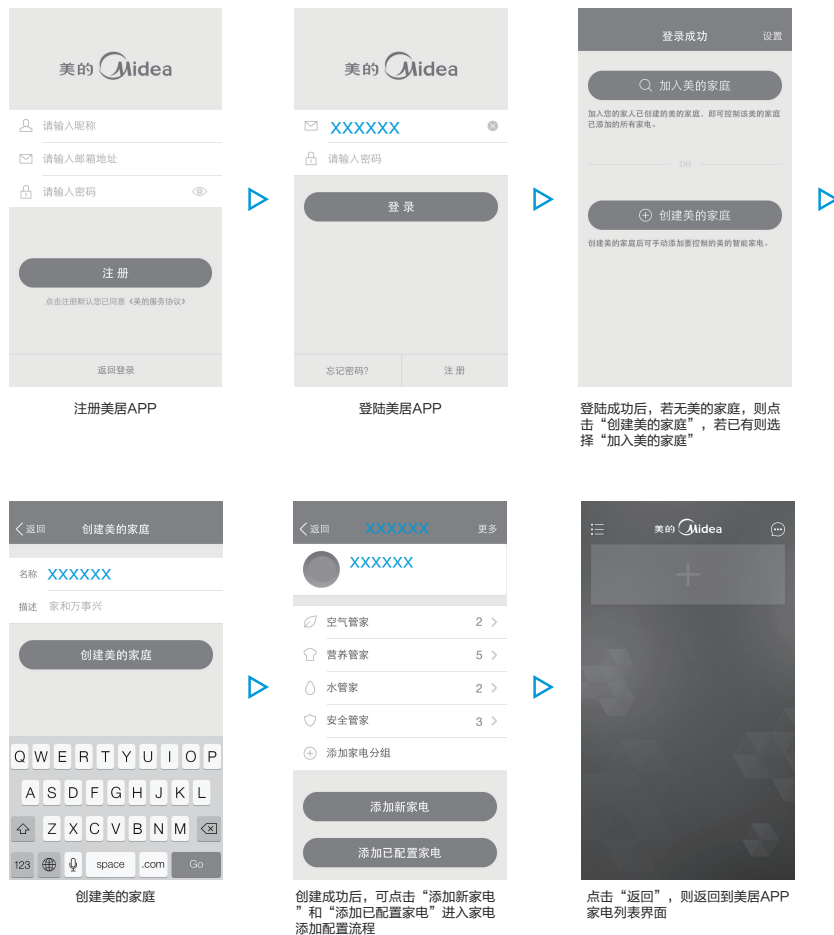 美的 Midea
请输入昵称
请输入邮箱地址
请输入密码
注册
点击注册默认您已同意《美的服务协议》
返回登录
注册美居APP
美的 Midea
XXXXXX
请输入密码
登录
忘记密码?
注册
登陆美居APP
登录成功 设置
加入美的家庭
加入您的家人已创建的美的家庭，即可控制该美的家庭
已添加的所有家电。
OR
创建美的家庭
创建美的家庭后可手动添加要控制的美的智能家电。
登陆成功后，若无美的家庭，则点
击“创建美的家庭”，若已有则选
择“加入美的家庭”
返回 创建美的家庭
名称 XXXXXX
描述 家和万事兴
创建美的家庭
Q W E R T Y U I O P
A S D F G H J K L
Z X C V B N M
123 space .com Go
创建美的家庭
返回 XXXXXX 更多
XXXXXX
空气管家 2
营养管家 5
水管家 2
安全管家 3
添加家电分组
添加新家电
添加已配置家电
创建成功后，可点击“添加新家电
”和“添加已配置家电”进入家电
添加配置流程
美的 Midea
点击“返回”，则返回到美居APP
家电列表界面